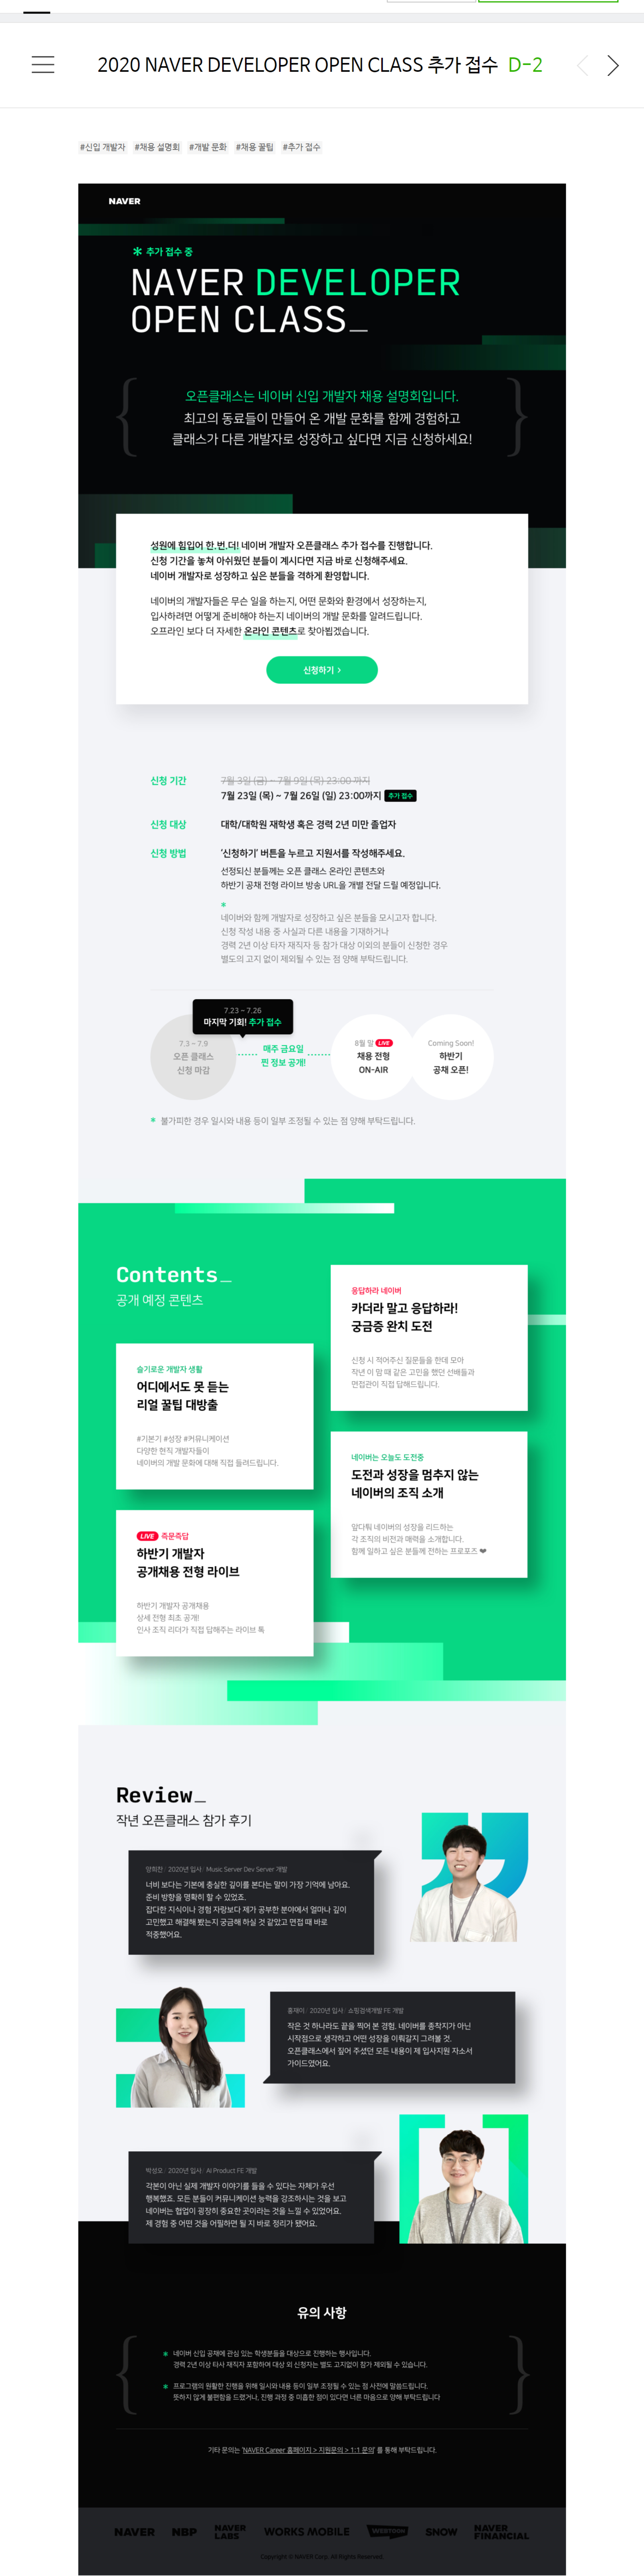 2020 NAVER DEVELOPER OPEN CLASS 추가 접수 D-2
#신입 개발자 #채용 설명회 #개발 문화 #채용 꿀팁 #추가 접수
NAVER
* 추가 접수 중
NAVER DEVELOPER
OPEN CLASS_
오픈클래스는 네이버 신입 개발자 채용 설명회입니다.
최고의 동료들이 만들어 온 개발 문화를 함께 경험하고
클래스가 다른 개발자로 성장하고 싶다면 지금 신청하세요!
성원에 힘입어 한.번.더! 네이버 개발자 오픈클래스 추가 접수를 진행합니다.
신청 기간을 놓쳐 아쉬웠던 분들이 계시다면 지금 바로 신청해주세요.
네이버 개발자로 성장하고 싶은 분들을 격하게 환영합니다.
네이버의 개발자들은 무슨 일을 하는지, 어떤 문화와 환경에서 성장하는지,
입사하려면 어떻게 준비해야 하는지 네이버의 개발 문화를 알려드립니다.
오프라인 보다 더 자세한 온라인 콘텐츠로 찾아뵙겠습니다.
신청하기 >
신청 기간
7월 3일 (금) ~ 7월 9일 (목) 23:00 까지
7월 23일 (목) ~ 7월 26일 (일) 23:00까지 추가 접수
신청 대상
대학/대학원 재학생 혹은 경력 2년 미만 졸업자
신청 방법
'신청하기' 버튼을 누르고 지원서를 작성해주세요.
선정되신 분들께는 오픈 클래스 온라인 콘텐츠와
하반기 공채 전형 라이브 방송 URL을 개별 전달 드릴 예정입니다.
*
네이버와 함께 개발자로 성장하고 싶은 분들을 모시고자 합니다.
신청 작성 내용 중 사실과 다른 내용을 기재하거나
경력 2년 이상 타사 재직자 등 참가 대상 이외의 분들이 신청한 경우
별도의 고지 없이 제외될 수 있는 점 양해 부탁드립니다.
7.23 ~ 7.26
마지막 기회! 추가 접수
7.3 ~ 7.9
오픈 클래스
신청 마감
매주 금요일
찐 정보 공개!
8월 말 LIVE
채용 전형
ON-AIR
Coming Soon!
하반기
공채 오픈!
* 불가피한 경우 일시와 내용 등이 일부 조정될 수 있는 점 양해 부탁드립니다.
Contents_
공개 예정 콘텐츠
슬기로운 개발자 생활
어디에서도 못 듣는
리얼 꿀팁 대방출
#기본기 #성장 #커뮤니케이션
다양한 현직 개발자들이
네이버의 개발 문화에 대해 직접 들려드립니다.
LIVE 즉문즉답
하반기 개발자
공개채용 전형 라이브
하반기 개발자 공개채용
상세 전형 최초 공개!
인사 조직 리더가 직접 답해주는 라이브 톡
응답하라 네이버
카더라 말고 응답하라!
궁금증 완치 도전
신청 시 적어주신 질문들을 한데 모아
작년 이 맘 때 같은 고민을 했던 선배들과
면접관이 직접 답해드립니다.
네이버는 오늘도 도전중
도전과 성장을 멈추지 않는
네이버의 조직 소개
앞다퉈 네이버의 성장을 리드하는
각 조직의 비전과 매력을 소개합니다.
함께 일하고 싶은 분들께 전하는 프로포즈 ❤
Review_
작년 오픈클래스 참가 후기
양희찬 / 2020년 입사 / Music Server Dev Server 개발
너비 보다는 기본에 충실한 깊이를 본다는 말이 가장 기억에 남아요.
준비 방향을 명확히 할 수 있었죠.
잡다한 지식이나 경험 자랑보다 제가 공부한 분야에서 얼마나 깊이
고민했고 해결해 봤는지 궁금해 하실 것 같았고 면접 때 바로
적중했어요.
홍재이 / 2020년 입사 / 쇼핑검색개발 FE 개발
작은 것 하나라도 끝을 찍어 본 경험, 네이버를 종착지가 아닌
시작점으로 생각하고 어떤 성장을 이뤄갈지 그려볼 것.
오픈클래스에서 짚어 주셨던 모든 내용이 제 입사지원 자소서
가이드였어요.
박성오 / 2020년 입사 / AI Product FE 개발
각본이 아닌 실제 개발자 이야기를 들을 수 있다는 자체가 우선
행복했죠. 모든 분들이 커뮤니케이션 능력을 강조하시는 것을 보고
네이버는 협업이 굉장히 중요한 곳이라는 것을 느낄 수 있었어요.
제 경험 중 어떤 것을 어필하면 될 지 바로 정리가 됐어요.
유의 사항
* 네이버 신입 공채에 관심 있는 학생분들을 대상으로 진행하는 행사입니다.
경력 2년 이상 타사 재직자 포함하여 대상 외 신청자는 별도 고지없이 참가 제외될 수 있습니다.
* 프로그램의 원활한 진행을 위해 일시와 내용 등이 일부 조정될 수 있는 점 사전에 말씀드립니다.
뜻하지 않게 불편함을 드렸거나, 진행 과정 중 미흡한 점이 있다면 너른 마음으로 양해 부탁드립니다
기타 문의는 'NAVER Career 홈페이지 > 지원문의 > 1:1 문의' 를 통해 부탁드립니다.
NAVER NBP NAVER LABS WORKS MOBILE WEBTOON SNOW NAVER FINANCIAL
Copyright © NAVER Corp. All Rights Reserved.